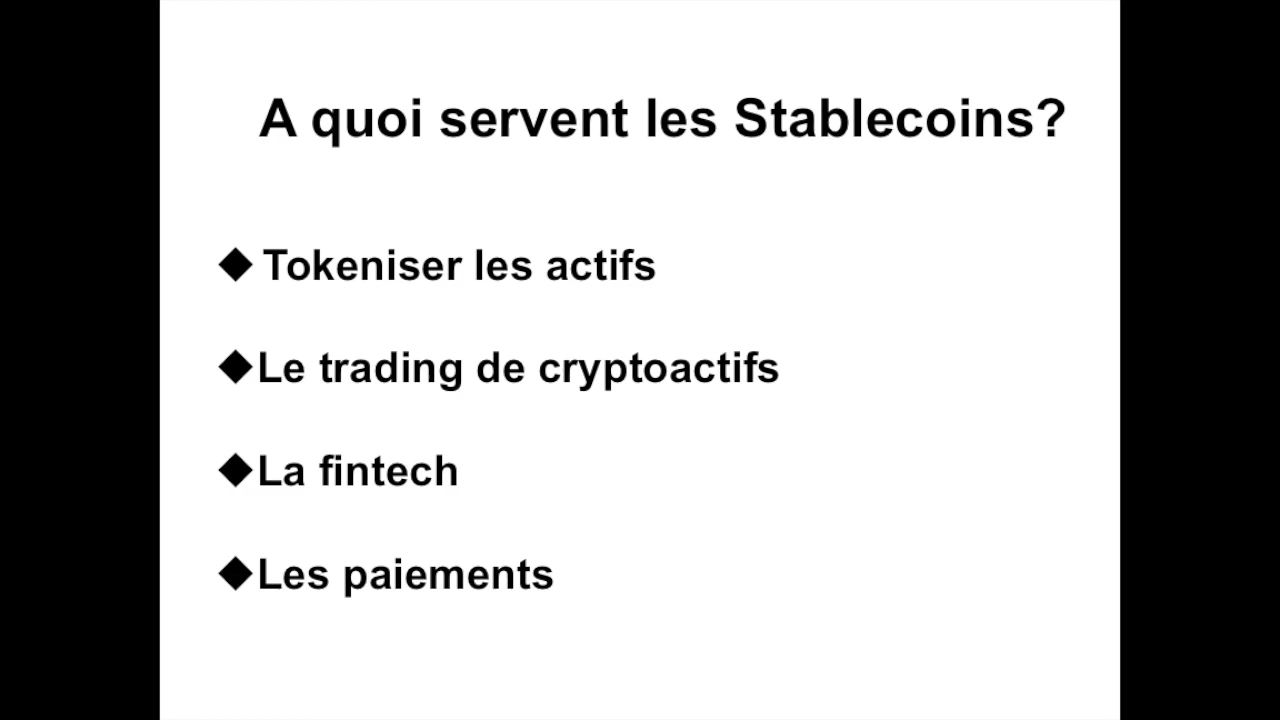 A quoi servent les Stablecoins?
◆ Tokeniser les actifs
◆Le trading de cryptoactifs
◆La fintech
◆Les paiements